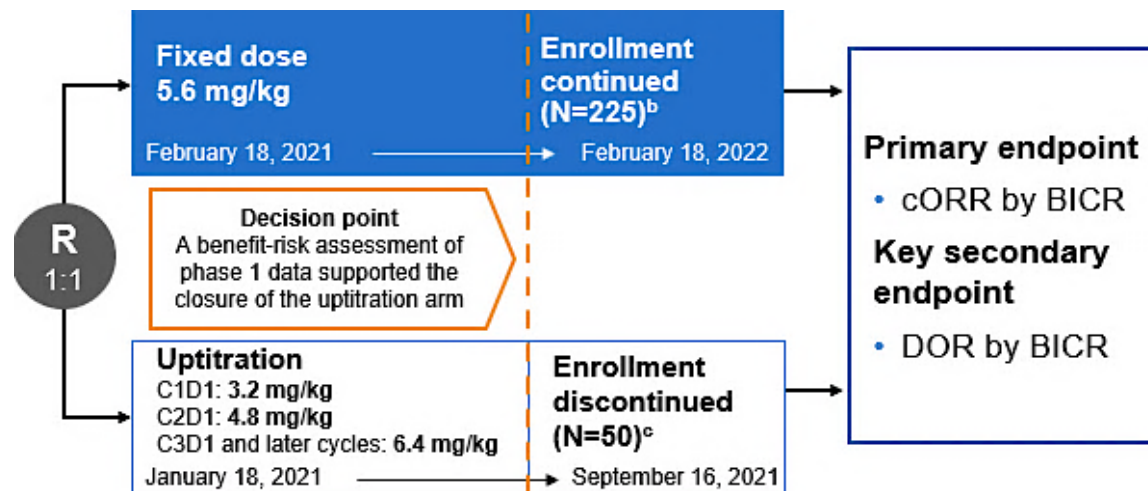 R
1:1
Fixed dose
5.6 mg/kg
February 18, 2021
Enrollment
continued
(N=225)ᵇ
February 18, 2022
Decision point
A benefit-risk assessment of
phase 1 data supported the
closure of the uptitration arm
Uptitration
C1D1: 3.2 mg/kg
C2D1: 4.8 mg/kg
C3D1 and later cycles: 6.4 mg/kg
January 18, 2021
Enrollment
discontinued
(N=50)ᶜ
September 16, 2021
Primary endpoint
• cORR by BICR
Key secondary
endpoint
• DOR by BICR